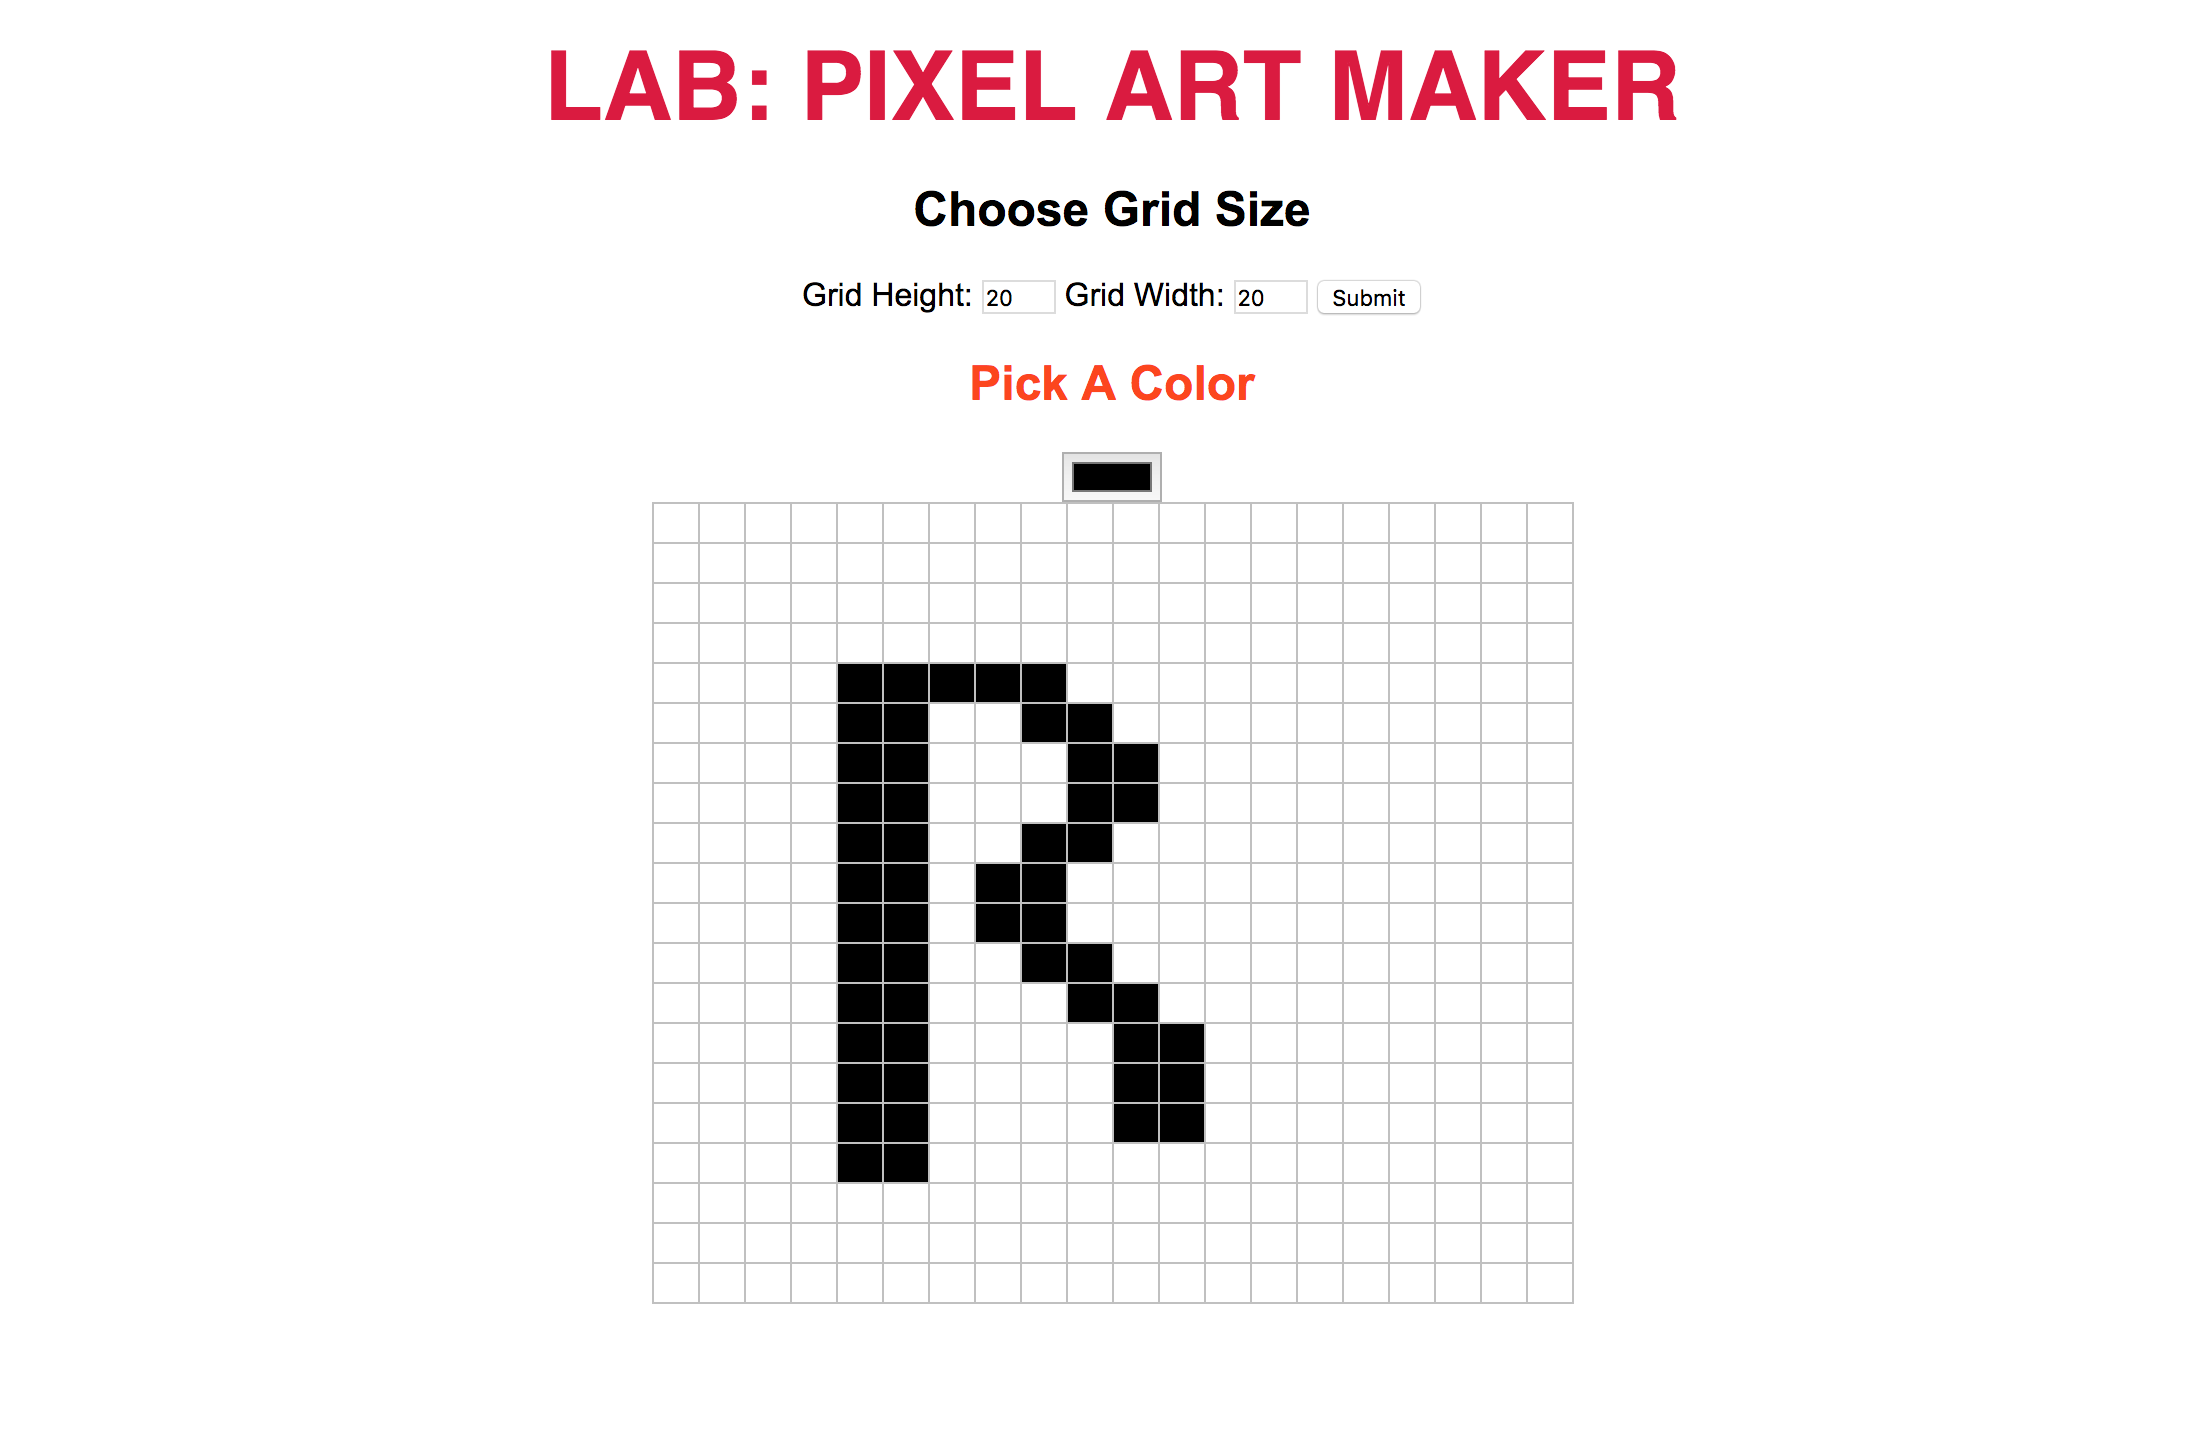 LAB: PIXEL ART MAKER
Choose Grid Size
Grid Height: 20 Grid Width: 20 Submit
Pick A Color
R